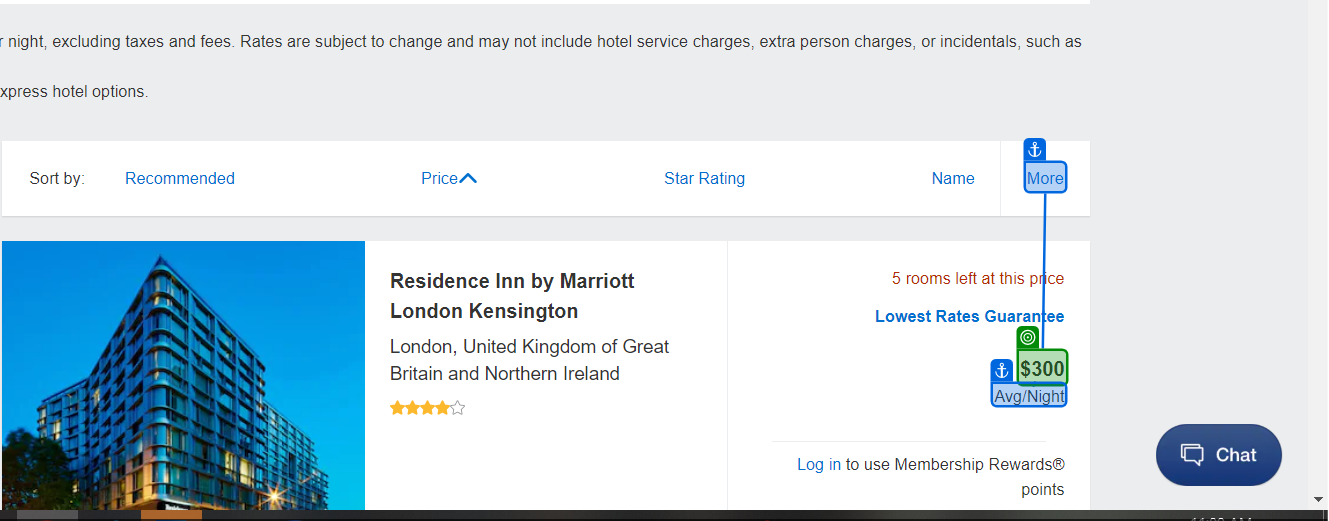 r night, excluding taxes and fees. Rates are subject to change and may not include hotel service charges, extra person charges, or incidentals, such as
xpress hotel options.
Sort by: Recommended Price Star Rating Name More
Residence Inn by Marriott
London Kensington
London, United Kingdom of Great
Britain and Northern Ireland
5 rooms left at this price
Lowest Rates Guarantee
$300
Avg/Night
Log in to use Membership Rewards®
points
Chat